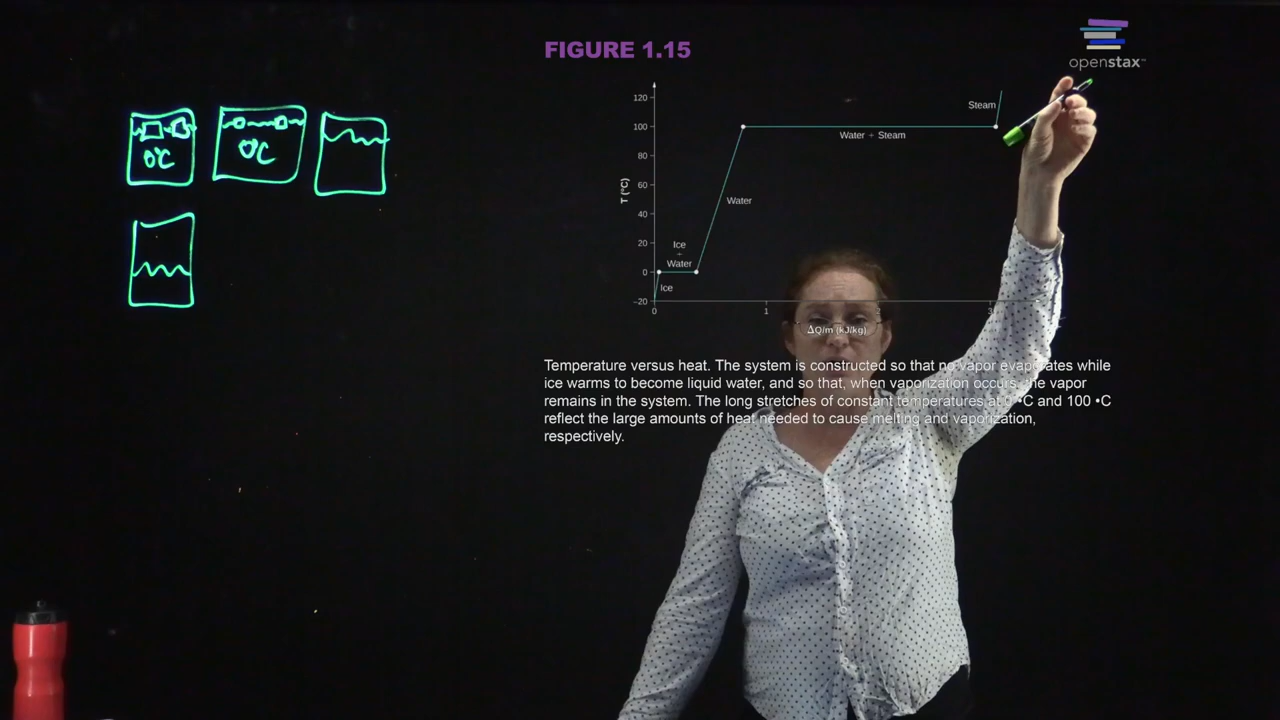 FIGURE 1.15
openstax™
120
100
80
60
40
20
0
–20
T (°C)
Steam
Water + Steam
Water
Ice
+
Water
Ice
0
1
3
ΔQ/m (kJ/kg)
0°C
0°C
Temperature versus heat. The system is constructed so that no vapor evaporates while
ice warms to become liquid water, and so that, when vaporization occurs, the vapor
remains in the system. The long stretches of constant temperatures at 0 •C and 100 •C
reflect the large amounts of heat needed to cause melting and vaporization,
respectively.